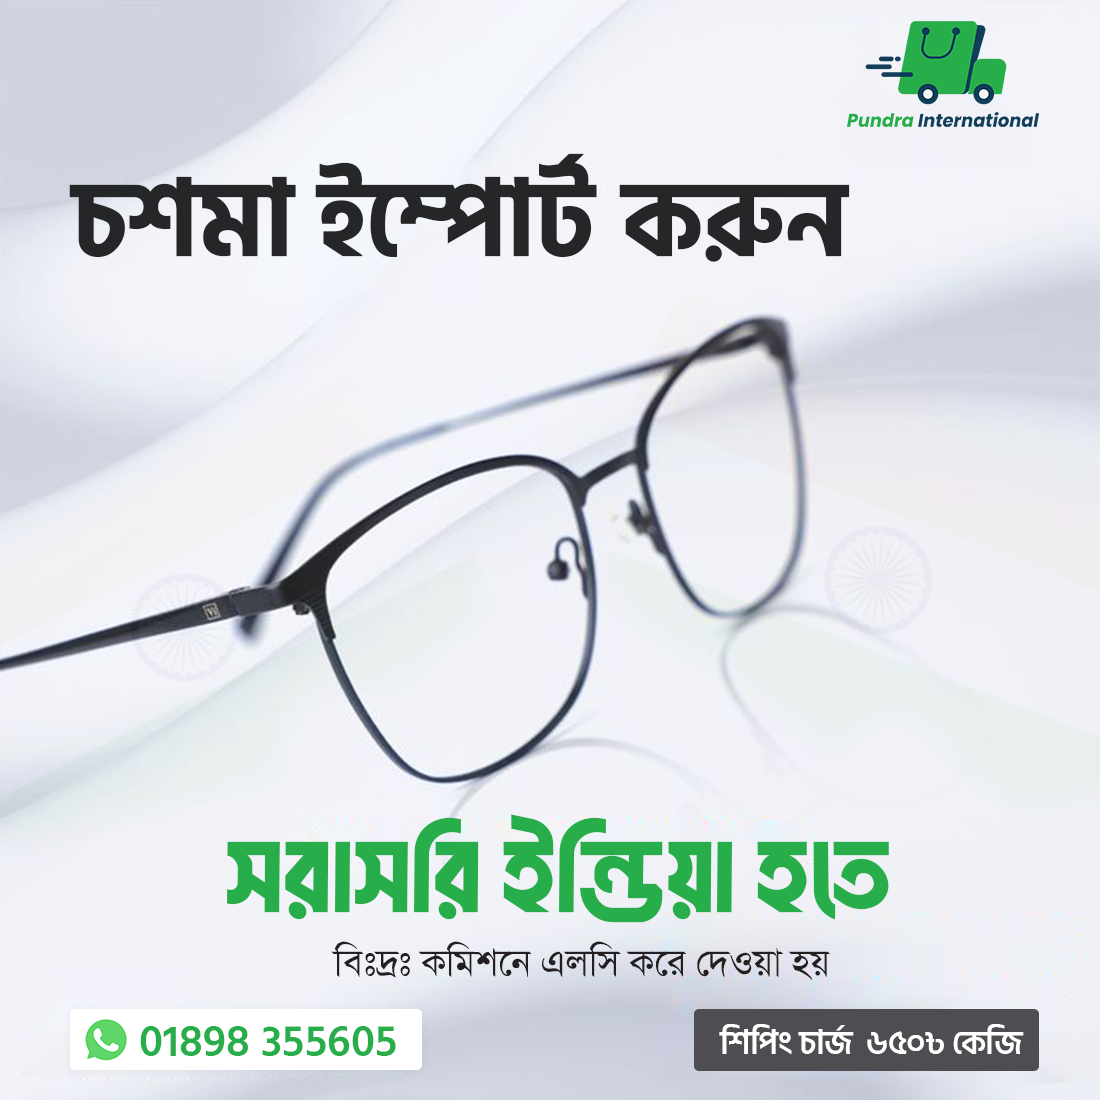 Pundra International
চশমা ইম্পোর্ট করুন
সরাসরি ইন্ডিয়া হতে
বিঃদ্রঃ কমিশনে এলসি করে দেওয়া হয়
01898 355605
শিপিং চার্জ ৬৫০৳ কেজি